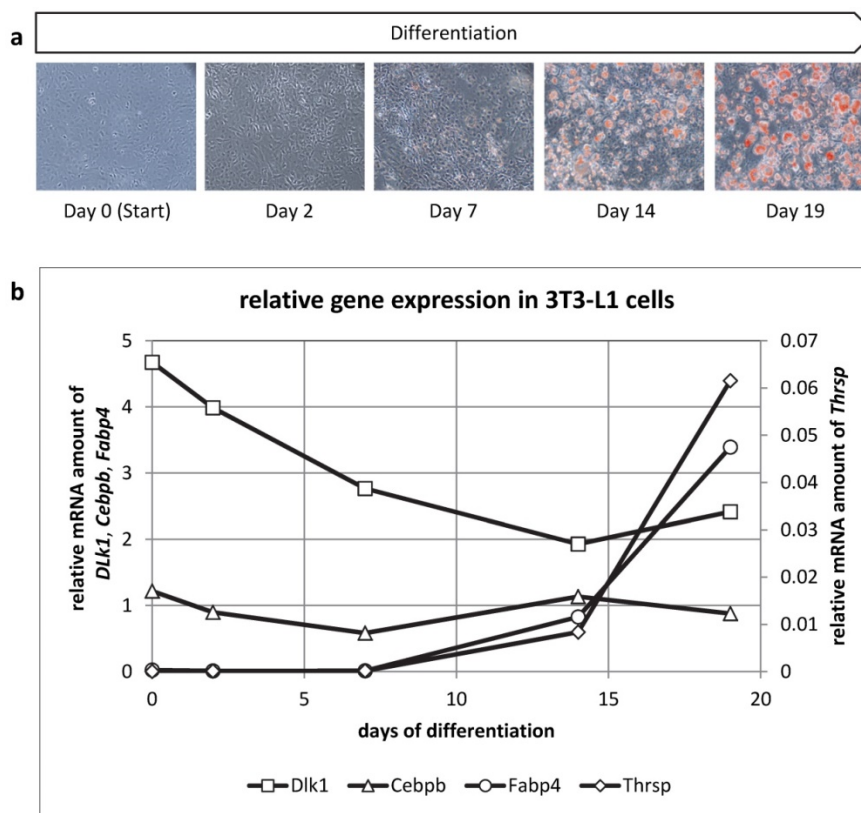 a
Differentiation
Day 0 (Start) Day 2 Day 7 Day 14 Day 19
b
relative gene expression in 3T3-L1 cells
relative mRNA amount of
Dlk1, Cebpb, Fabp4
5
4
3
2
1
0
0.07
0.06
0.05
0.04
0.03
0.02
0.01
0
relative mRNA amount of Thrsp
0 5 10 15 20
days of differentiation
Dlk1 Cebpb Fabp4 Thrsp